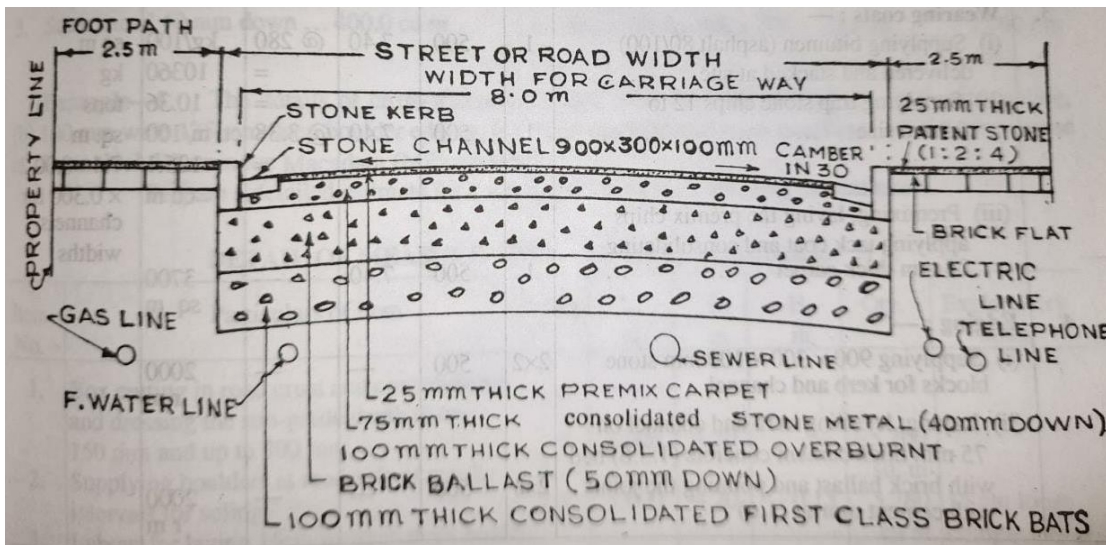 FOOT PATH
2.5m
STREET OR ROAD WIDTH
2.5m
WIDTH FOR CARRIAGE WAY
8.0m
PROPERTY LINE
STONE KERB
25mm THICK
PATENT STONE
(1:2:4)
STONE CHANNEL 900x300x100mm
CAMBER
IN 30
BRICK FLAT
ELECTRIC
LINE
TELEPHONE
LINE
GAS LINE
F. WATER LINE
SEWER LINE
25mm THICK PREMIX CARPET
75mm THICK consolidated STONE METAL (40mm DOWN)
100mm THICK CONSOLIDATED OVERBURNT
BRICK BALLAST (50mm DOWN)
100mm THICK CONSOLIDATED FIRST CLASS BRICK BATS